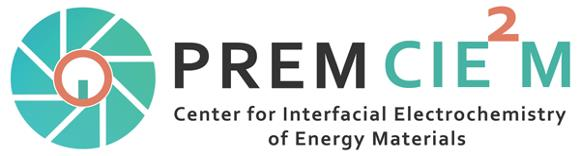 PREM CIE²M
Center for Interfacial Electrochemistry
of Energy Materials